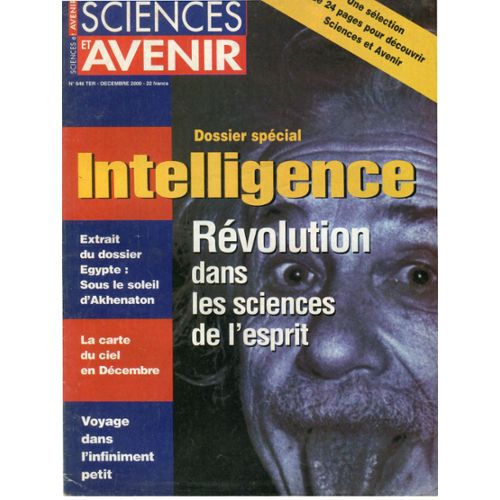 SCIENCES et AVENIR
SCIENCES
ET AVENIR
Une sélection
de 24 pages pour découvrir
Sciences et Avenir
N° 646 TER - DECEMBRE 2000 - 22 francs
Dossier spécial
Intelligence
Révolution
dans
les sciences
de l'esprit
Extrait
du dossier
Egypte :
Sous le soleil
d'Akhenaton
La carte
du ciel
en Décembre
Voyage
dans
l'infiniment
petit